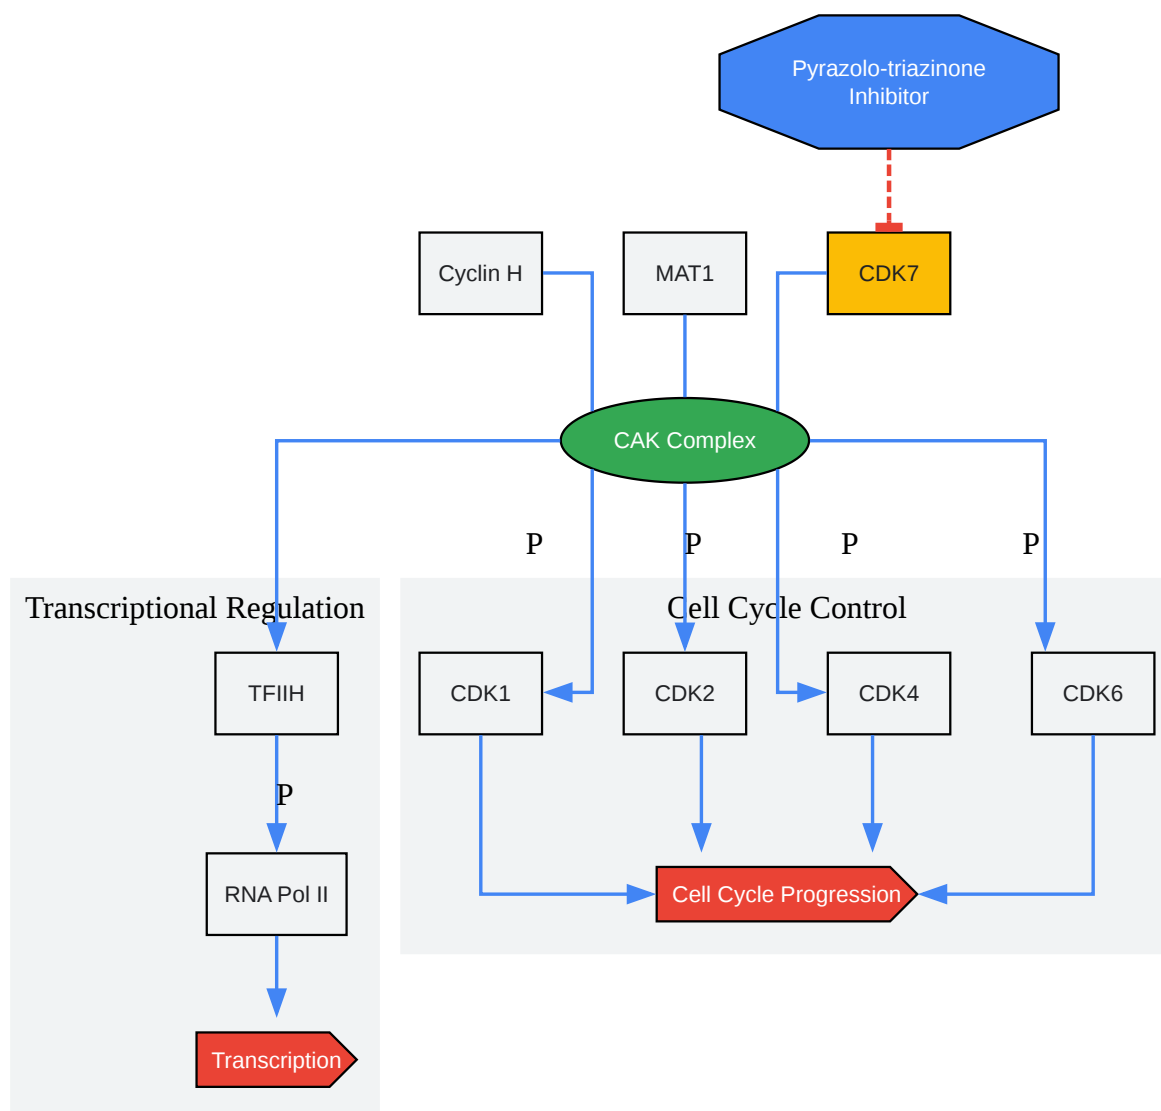 Pyrazolo-triazinone
Inhibitor
Cyclin H
MAT1
CDK7
CAK Complex
P
P
P
P
Transcriptional Regulation
Cell Cycle Control
TFIIH
CDK1
CDK2
CDK4
CDK6
P
RNA Pol II
Cell Cycle Progression
Transcription